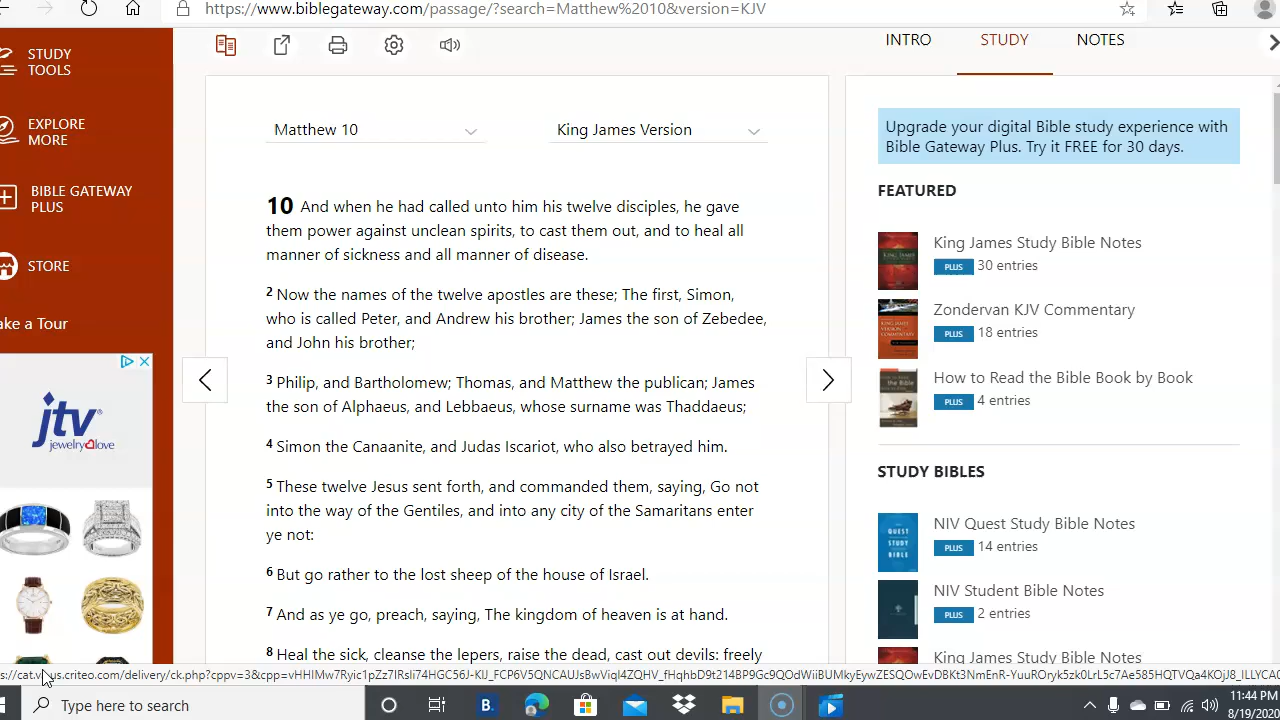 https://www.biblegateway.com/passage/?search=Matthew%2010&version=KJV
STUDY
TOOLS
EXPLORE
MORE
BIBLE GATEWAY
PLUS
STORE
ake a Tour
jtv®
jewelry love
INTRO STUDY NOTES
Matthew 10 King James Version
10 And when he had called unto him his twelve disciples, he gave
them power against unclean spirits, to cast them out, and to heal all
manner of sickness and all manner of disease.
2 Now the names of the twelve apostles are these; The first, Simon,
who is called Peter, and Andrew his brother; James the son of Zebedee,
and John his brother;
3 Philip, and Bartholomew; Thomas, and Matthew the publican; James
the son of Alphaeus, and Lebbaeus, whose surname was Thaddaeus;
4 Simon the Cananite, and Judas Iscariot, who also betrayed him.
5 These twelve Jesus sent forth, and commanded them, saying, Go not
into the way of the Gentiles, and into any city of the Samaritans enter
ye not:
6 But go rather to the lost sheep of the house of Israel.
7 And as ye go, preach, saying, The kingdom of heaven is at hand.
8 Heal the sick, cleanse the lepers, raise the dead, cast out devils: freely
Upgrade your digital Bible study experience with
Bible Gateway Plus. Try it FREE for 30 days.
FEATURED
King James Study Bible Notes
PLUS 30 entries
Zondervan KJV Commentary
PLUS 18 entries
How to Read the Bible Book by Book
PLUS 4 entries
STUDY BIBLES
NIV Quest Study Bible Notes
PLUS 14 entries
NIV Student Bible Notes
PLUS 2 entries
King James Study Bible Notes
Type here to search
B.
11:44 PM
8/19/2020